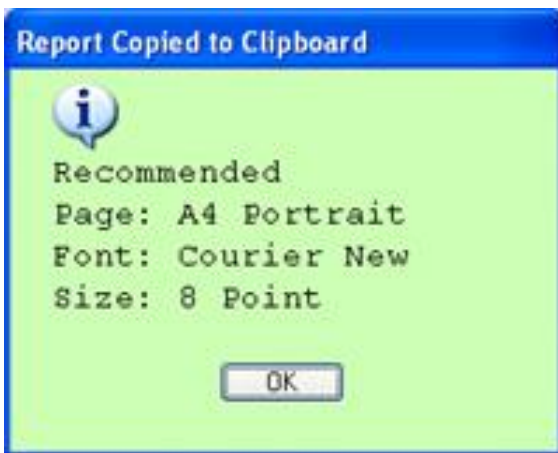 Report Copied to Clipboard
Recommended
Page: A4 Portrait
Font: Courier New
Size: 8 Point
OK